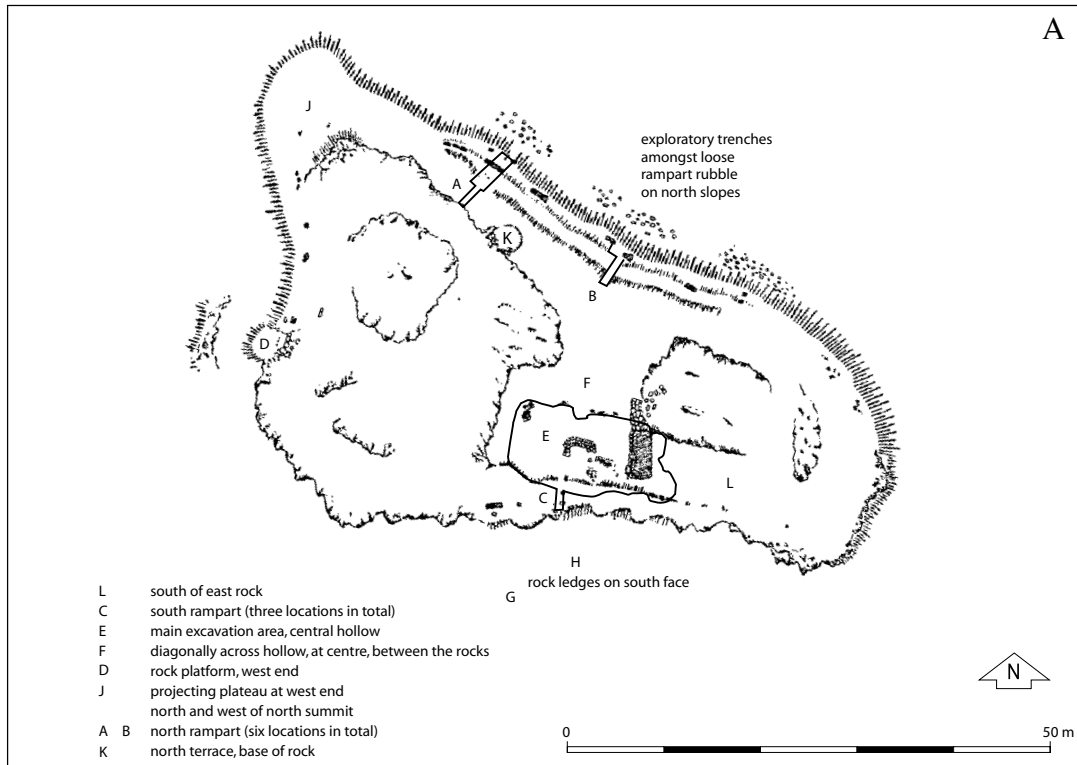 A
J
exploratory trenches
amongst loose
rampart rubble
on north slopes
A
K
B
D
F
E
L
C
H
rock ledges on south face
G
L south of east rock
C south rampart (three locations in total)
E main excavation area, central hollow
F diagonally across hollow, at centre, between the rocks
D rock platform, west end
J projecting plateau at west end
north and west of north summit
A B north rampart (six locations in total)
K north terrace, base of rock
N
0 50 m